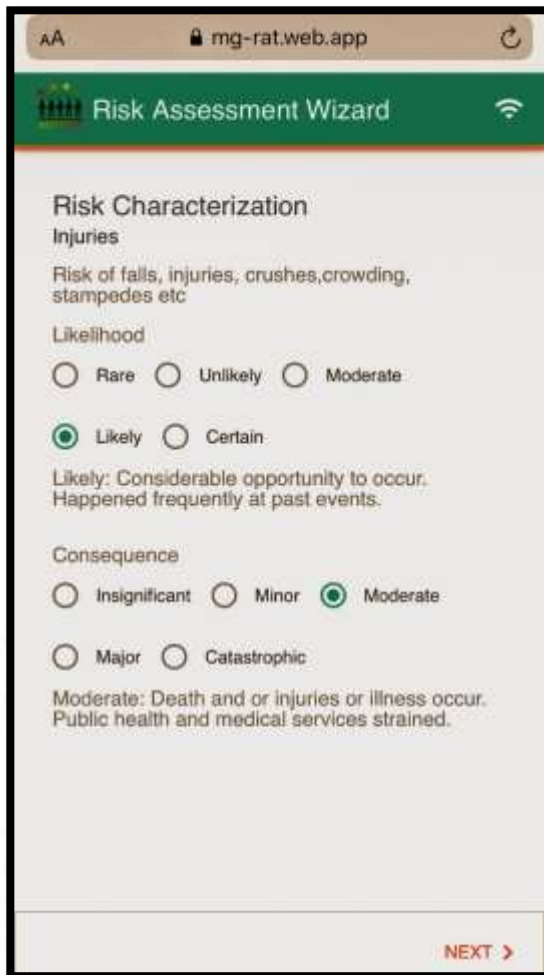 AA mg-rat.web.app
Risk Assessment Wizard
Risk Characterization
Injuries
Risk of falls, injuries, crushes,crowding,
stampedes etc
Likelihood
Rare Unlikely Moderate
Likely Certain
Likely: Considerable opportunity to occur.
Happened frequently at past events.
Consequence
Insignificant Minor Moderate
Major Catastrophic
Moderate: Death and or injuries or illness occur.
Public health and medical services strained.
NEXT >